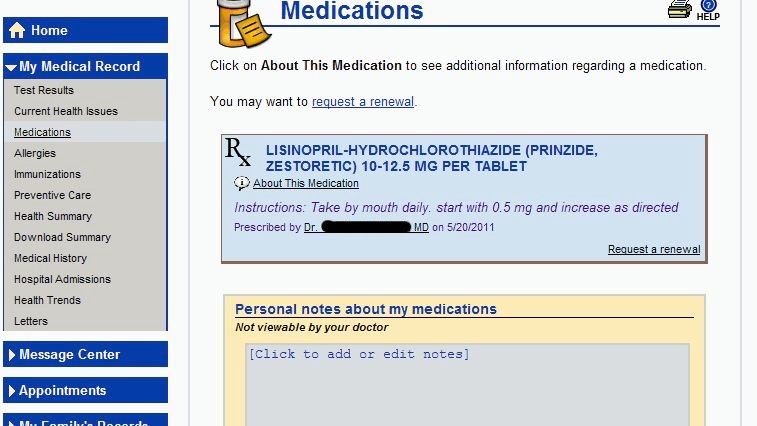 Medications
HELP
Home
My Medical Record
Test Results
Current Health Issues
Medications
Allergies
Immunizations
Preventive Care
Health Summary
Download Summary
Medical History
Hospital Admissions
Health Trends
Letters
Message Center
Appointments
My Family's Records
Click on About This Medication to see additional information regarding a medication.
You may want to request a renewal.
Rx
LISINOPRIL-HYDROCHLOROTHIAZIDE (PRINZIDE,
ZESTORETIC) 10-12.5 MG PER TABLET
About This Medication
Instructions: Take by mouth daily. start with 0.5 mg and increase as directed
Prescribed by Dr. MD on 5/20/2011
Request a renewal
Personal notes about my medications
Not viewable by your doctor
[Click to add or edit notes]